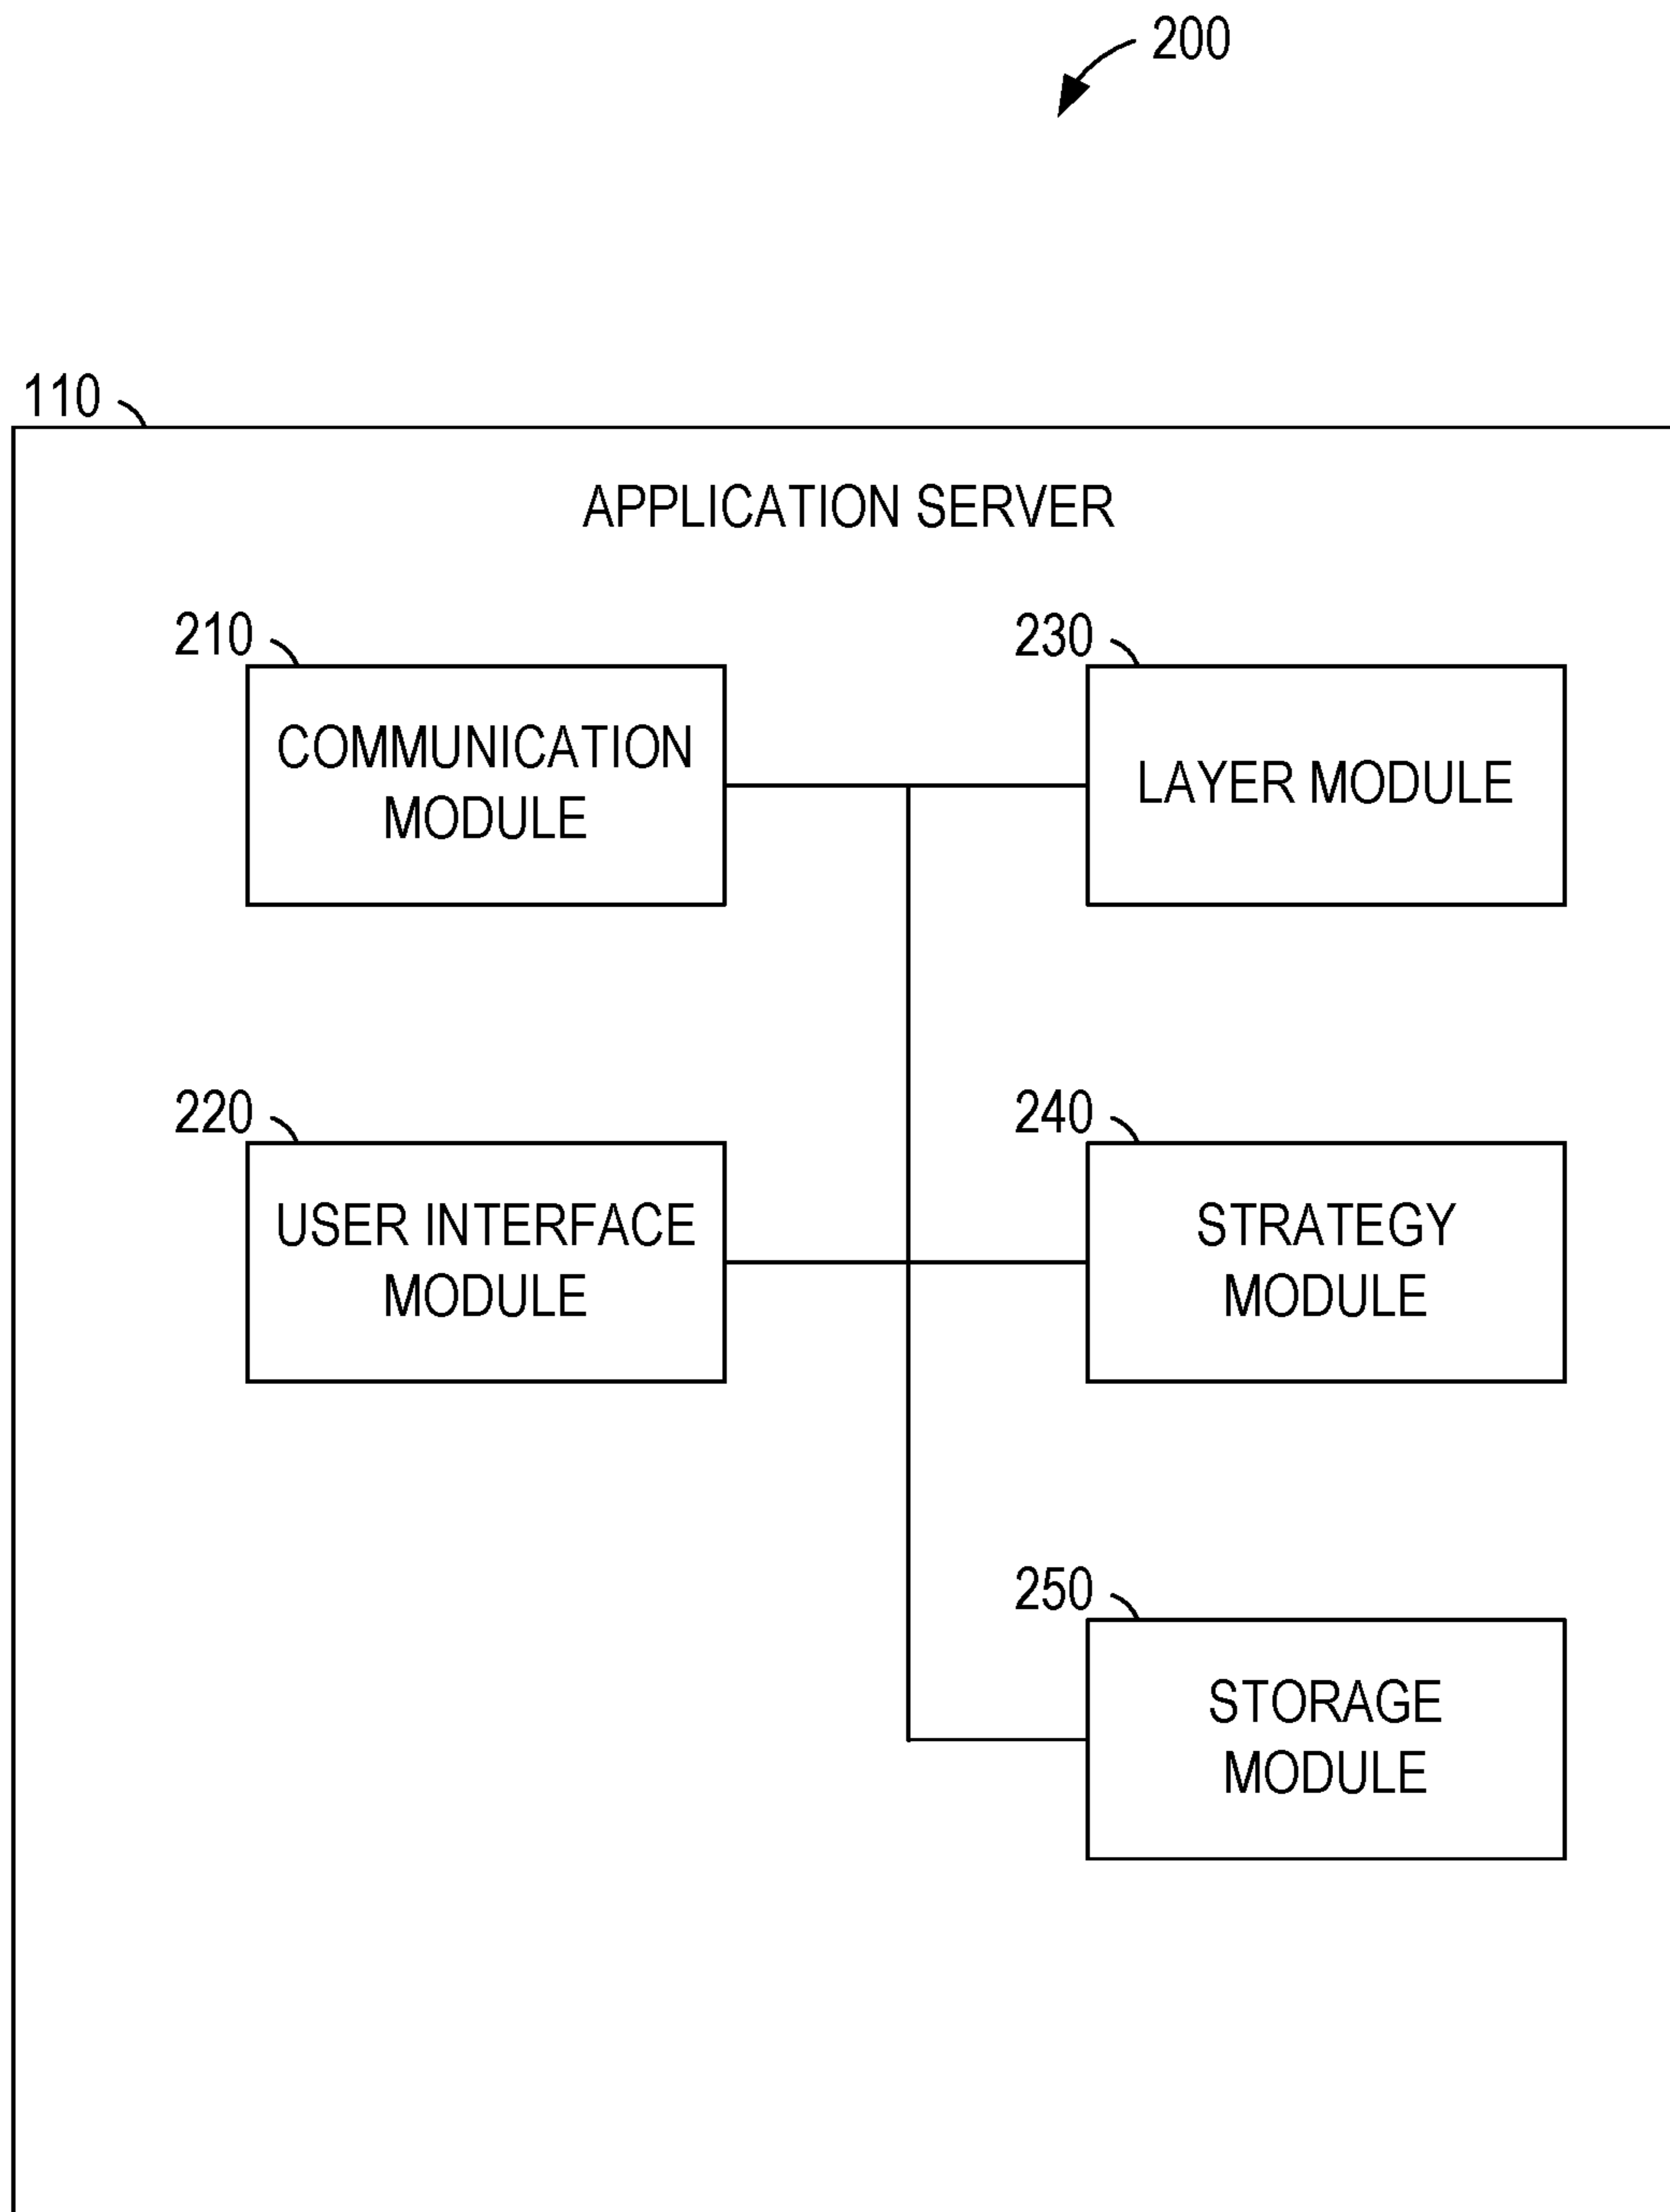 200
110
APPLICATION SERVER
210
COMMUNICATION
MODULE
230
LAYER MODULE
220
USER INTERFACE
MODULE
240
STRATEGY
MODULE
250
STORAGE
MODULE